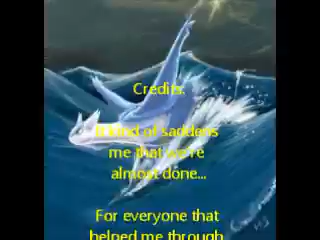 Credits:
It kind of saddens
me that we're
almost done...
For everyone that
helped me through